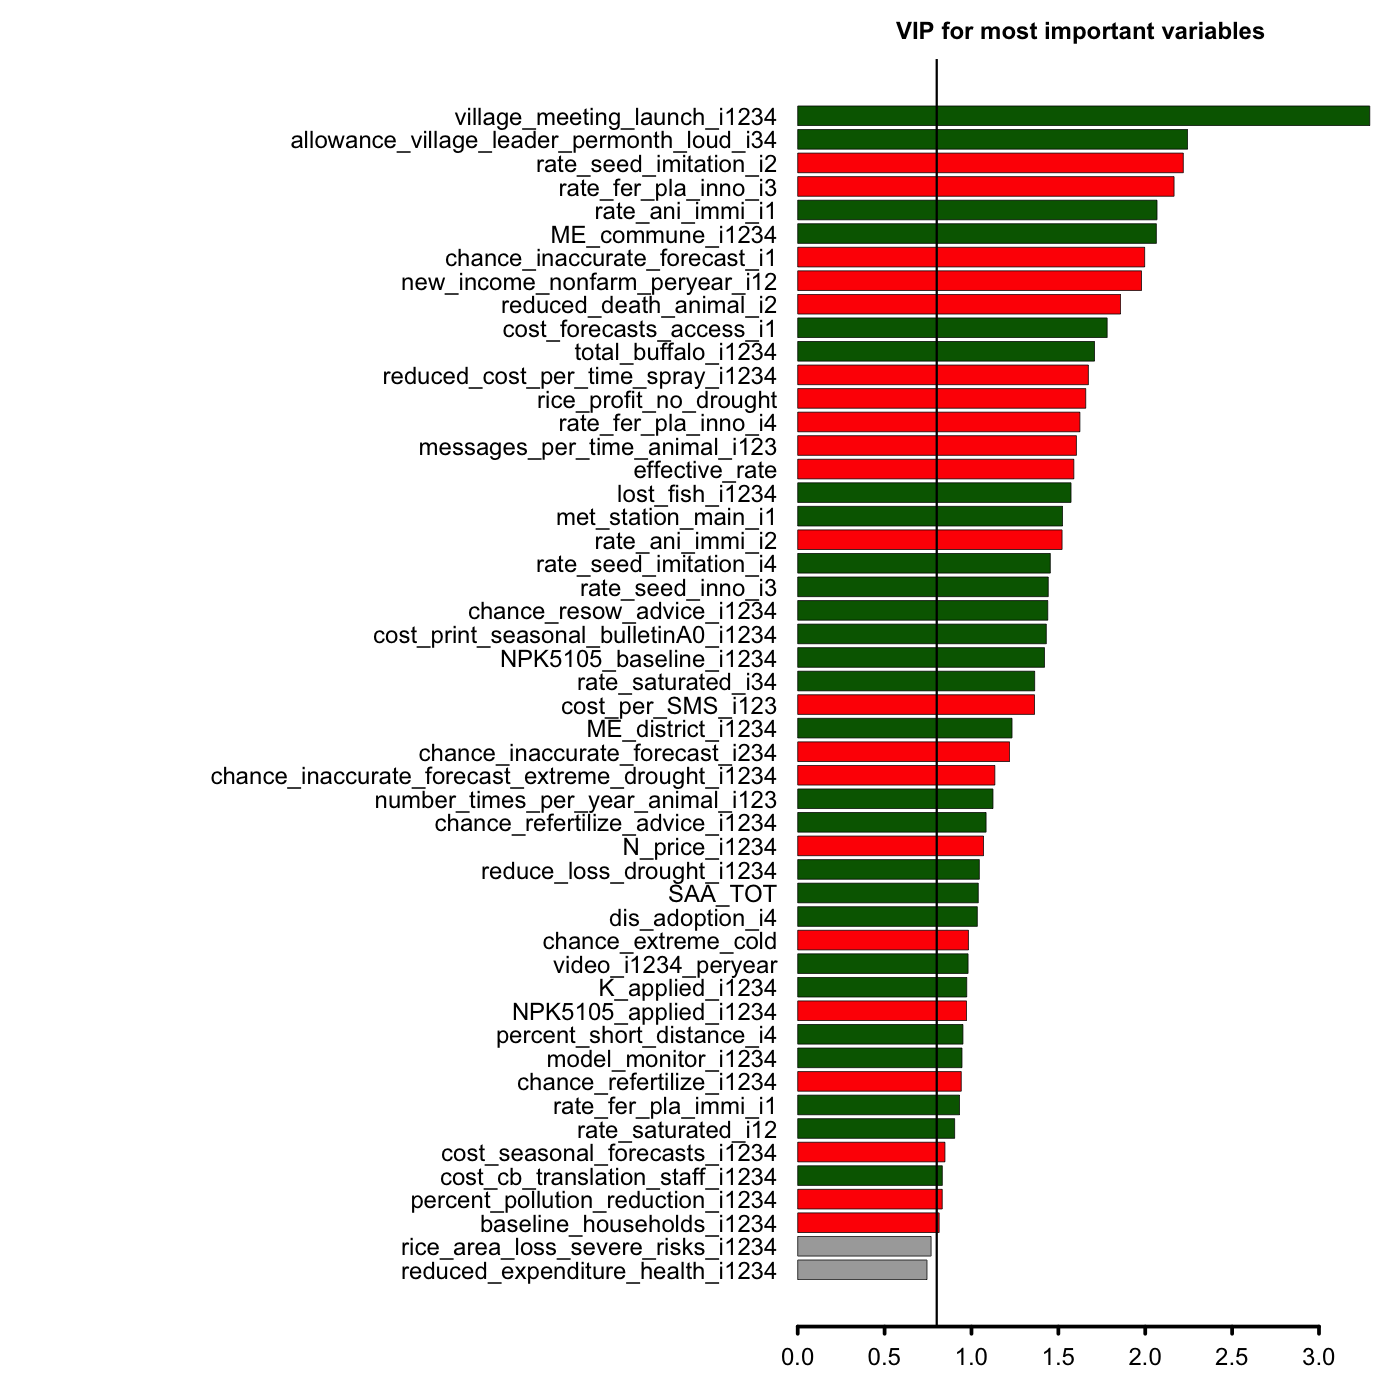 VIP for most important variables
village_meeting_launch_i1234
allowance_village_leader_permonth_loud_i34
rate_seed_imitation_i2
rate_fer_pla_inno_i3
rate_ani_immi_i1
ME_commune_i1234
chance_inaccurate_forecast_i1
new_income_nonfarm_peryear_i12
reduced_death_animal_i2
cost_forecasts_access_i1
total_buffalo_i1234
reduced_cost_per_time_spray_i1234
rice_profit_no_drought
rate_fer_pla_inno_i4
messages_per_time_animal_i123
effective_rate
lost_fish_i1234
met_station_main_i1
rate_ani_immi_i2
rate_seed_imitation_i4
rate_seed_inno_i3
chance_resow_advice_i1234
cost_print_seasonal_bulletinA0_i1234
NPK5105_baseline_i1234
rate_saturated_i34
cost_per_SMS_i123
ME_district_i1234
chance_inaccurate_forecast_i234
chance_inaccurate_forecast_extreme_drought_i1234
number_times_per_year_animal_i123
chance_refertilize_advice_i1234
N_price_i1234
reduce_loss_drought_i1234
SAA_TOT
dis_adoption_i4
chance_extreme_cold
video_i1234_peryear
K_applied_i1234
NPK5105_applied_i1234
percent_short_distance_i4
model_monitor_i1234
chance_refertilize_i1234
rate_fer_pla_immi_i1
rate_saturated_i12
cost_seasonal_forecasts_i1234
cost_cb_translation_staff_i1234
percent_pollution_reduction_i1234
baseline_households_i1234
rice_area_loss_severe_risks_i1234
reduced_expenditure_health_i1234
0.0 0.5 1.0 1.5 2.0 2.5 3.0